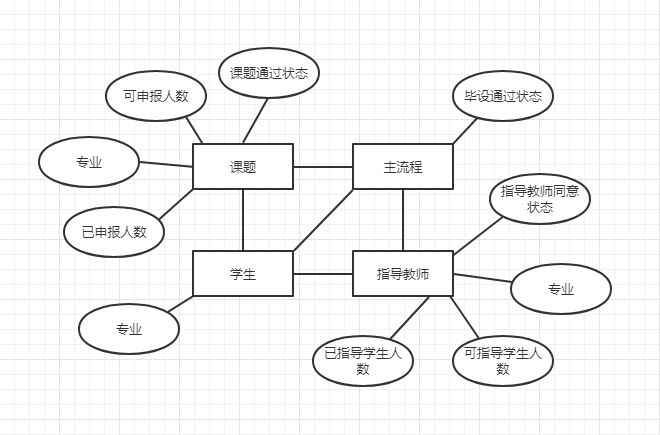 课题通过状态
可申报人数
毕设通过状态
专业
课题
主流程
指导教师同意
状态
已申报人数
学生
指导教师
专业
专业
已指导学生人
数
可指导学生人
数